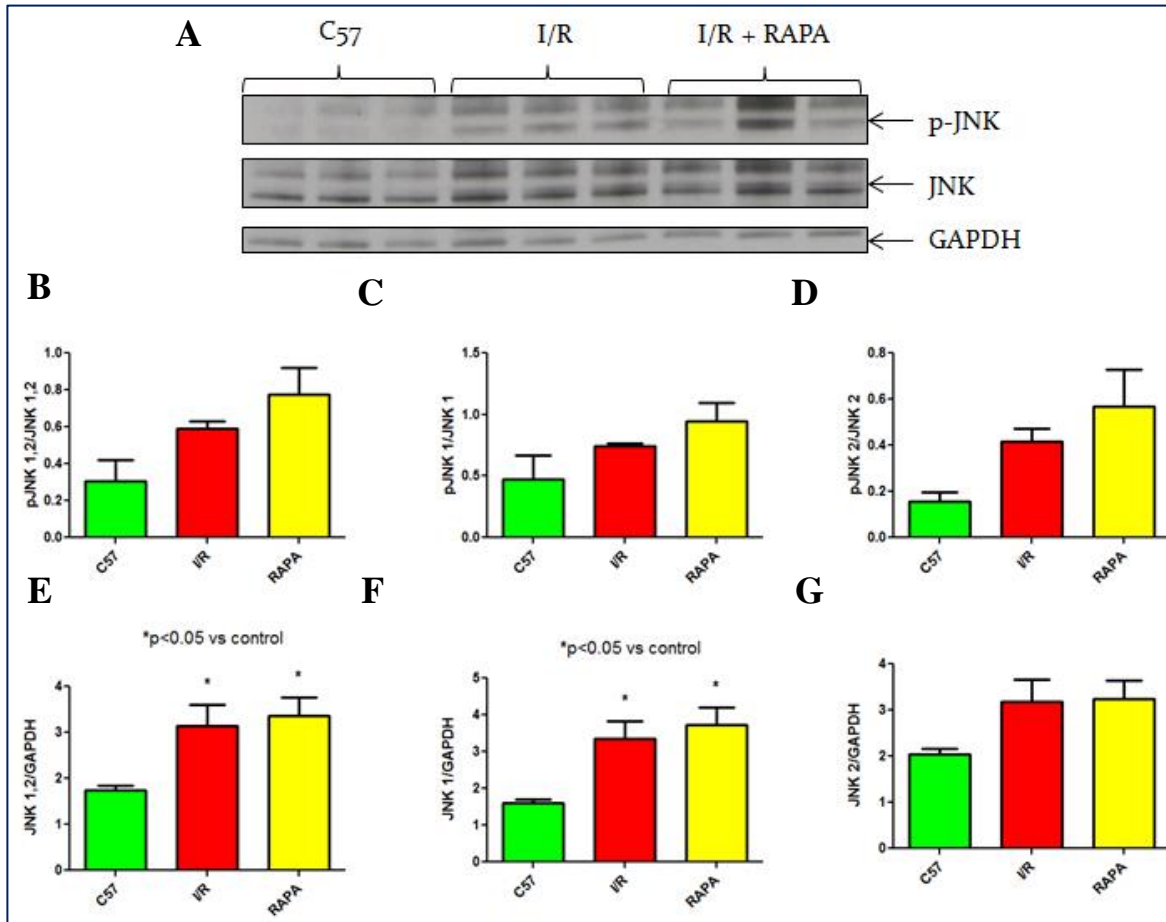 A
C57
I/R
I/R + RAPA
p-JNK
JNK
GAPDH
B
C
D
pJNK 1,2/JNK 1,2
1.0
0.8
0.6
0.4
0.2
0.0
C57
I/R
RAPA
pJNK 1/JNK 1
1.5
1.0
0.5
0.0
C57
I/R
RAPA
pJNK 2/JNK 2
0.8
0.6
0.4
0.2
0.0
C57
I/R
RAPA
E
F
G
*p<0.05 vs control
JNK 1,2/GAPDH
4
3
2
1
0
*
*
C57
I/R
RAPA
*p<0.05 vs control
JNK 1/GAPDH
5
4
3
2
1
0
*
*
C57
I/R
RAPA
JNK 2/GAPDH
4
3
2
1
0
C57
I/R
RAPA